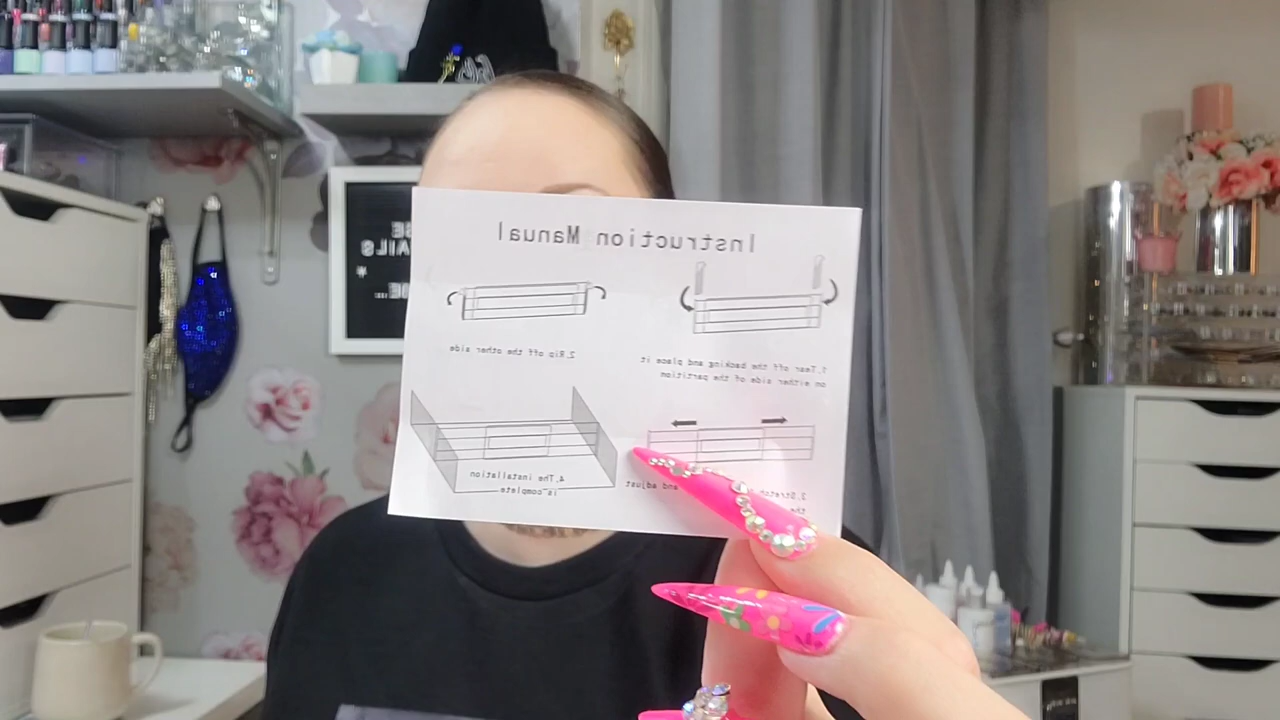 Instruction Manual
1.Tear off the backing and place it
on either side of the partition
2.Rip off the other side
and adjust
the
4.The installation
is complete